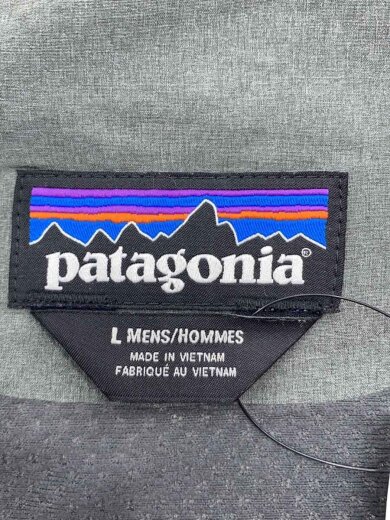 patagonia®
L MENS/HOMMES
MADE IN VIETNAM
FABRIQUÉ AU VIETNAM